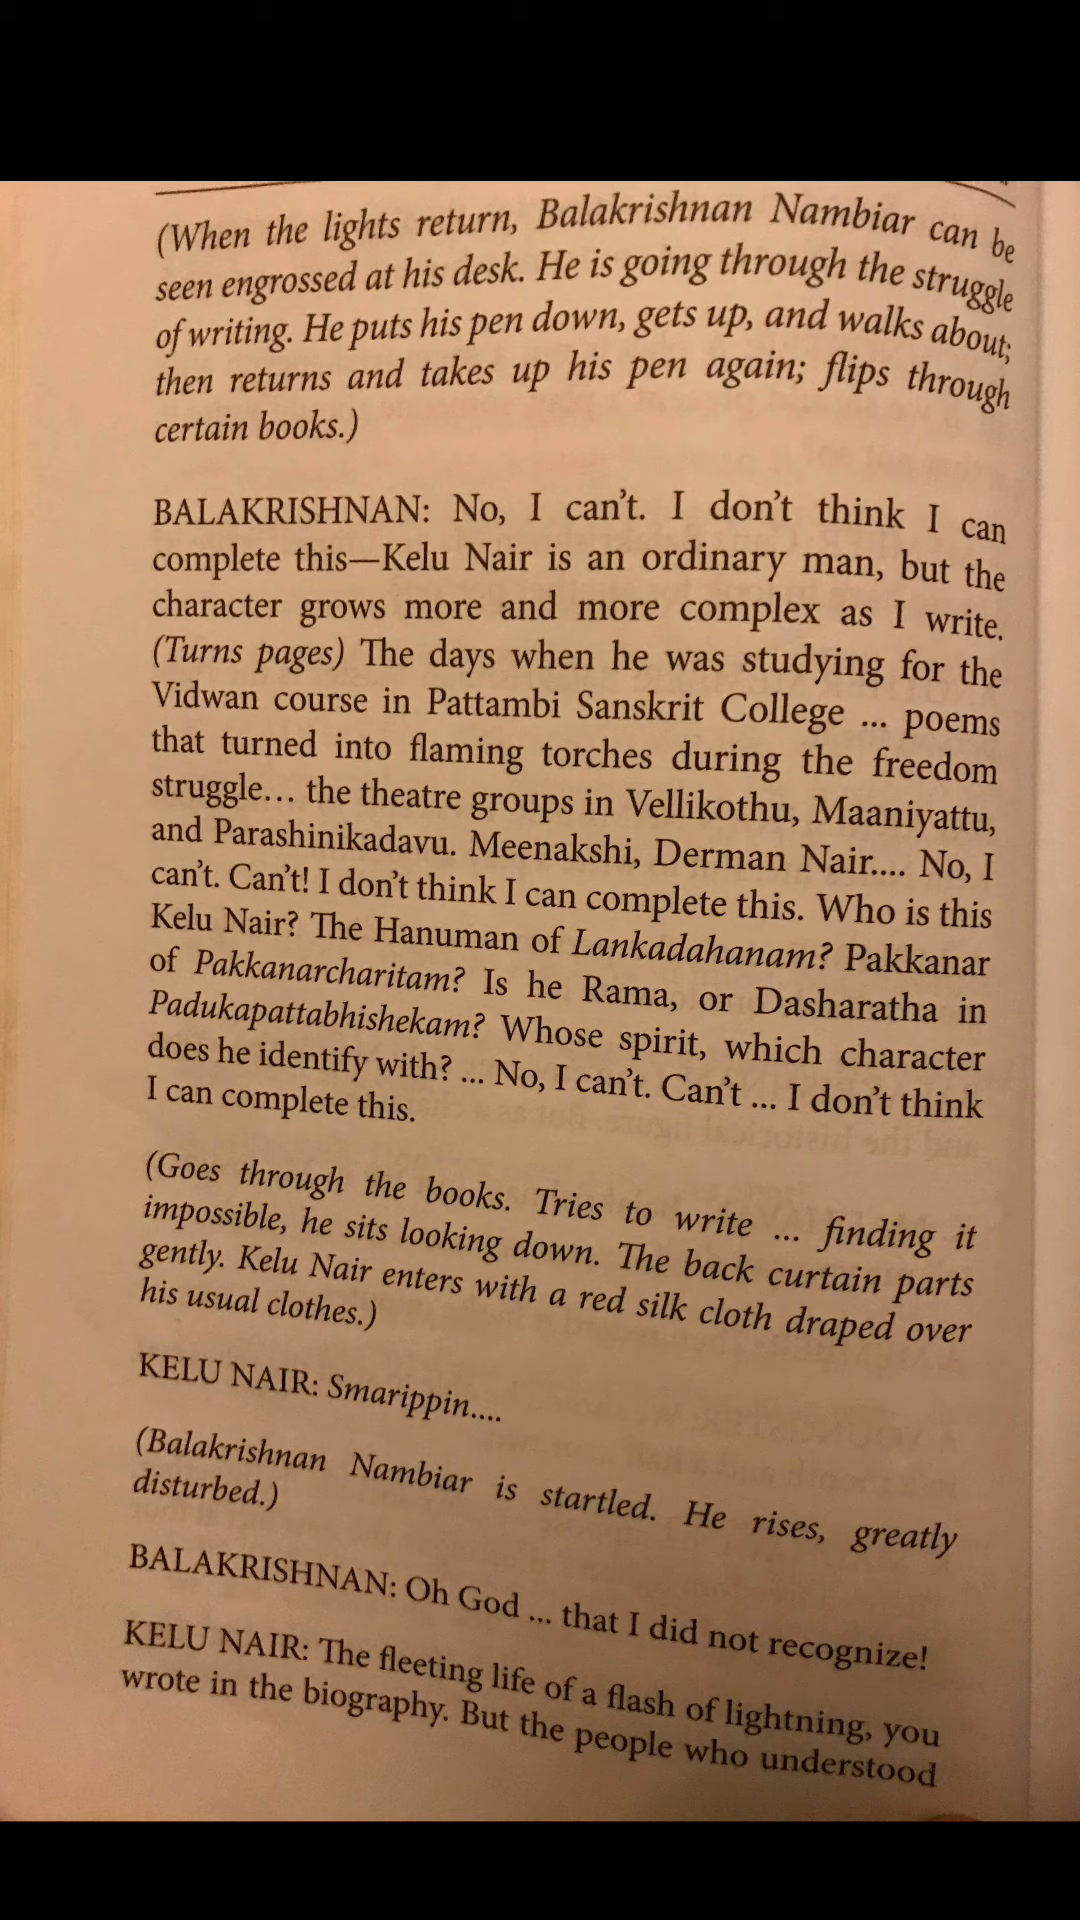 (When the lights return, Balakrishnan Nambiar can be
seen engrossed at his desk. He is going through the struggle
of writing. He puts his pen down, gets up, and walks about;
then returns and takes up his pen again; flips through
certain books.)
BALAKRISHNAN: No, I can't. I don't think I can
complete this—Kelu Nair is an ordinary man, but the
character grows more and more complex as I write.
(Turns pages) The days when he was studying for the
Vidwan course in Pattambi Sanskrit College ... poems
that turned into flaming torches during the freedom
struggle... the theatre groups in Vellikothu, Maaniyattu,
and Parashinikadavu. Meenakshi, Derman Nair.... No, I
can't. Can't! I don't think I can complete this. Who is this
Kelu Nair? The Hanuman of Lankadahanam? Pakkanar
of Pakkanarcharitam? Is he Rama, or Dasharatha in
Padukapattabhishekam? Whose spirit, which character
does he identify with? ... No, I can't. Can't ... I don't think
I can complete this.
(Goes through the books. Tries to write ... finding it
impossible, he sits looking down. The back curtain parts
gently. Kelu Nair enters with a red silk cloth draped over
his usual clothes.)
KELU NAIR: Smarippin....
(Balakrishnan Nambiar is startled. He rises, greatly
disturbed.)
BALAKRISHNAN: Oh God ... that I did not recognize!
KELU NAIR: The fleeting life of a flash of lightning, you
wrote in the biography. But the people who understood